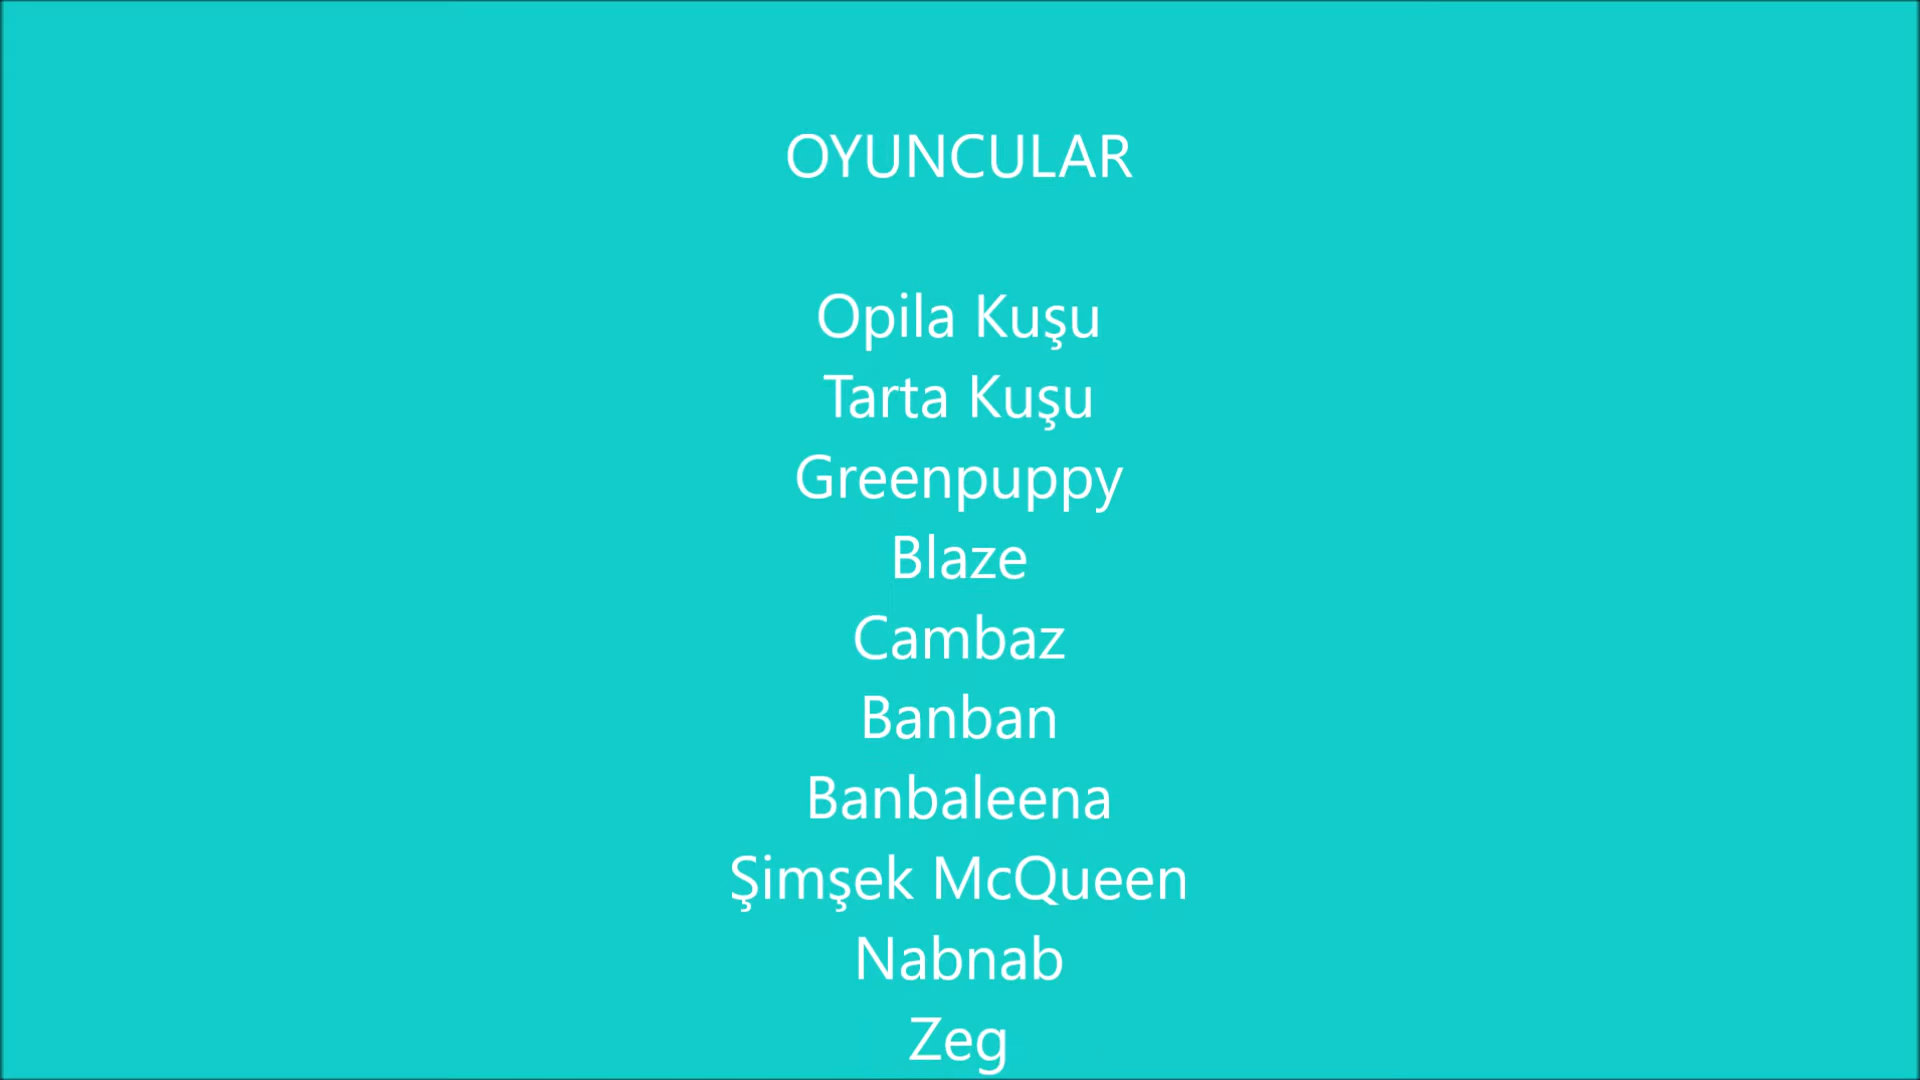 OYUNCULAR
Opila Kuşu
Tarta Kuşu
Greenpuppy
Blaze
Cambaz
Banban
Banbaleena
Şimşek McQueen
Nabnab
Zeg